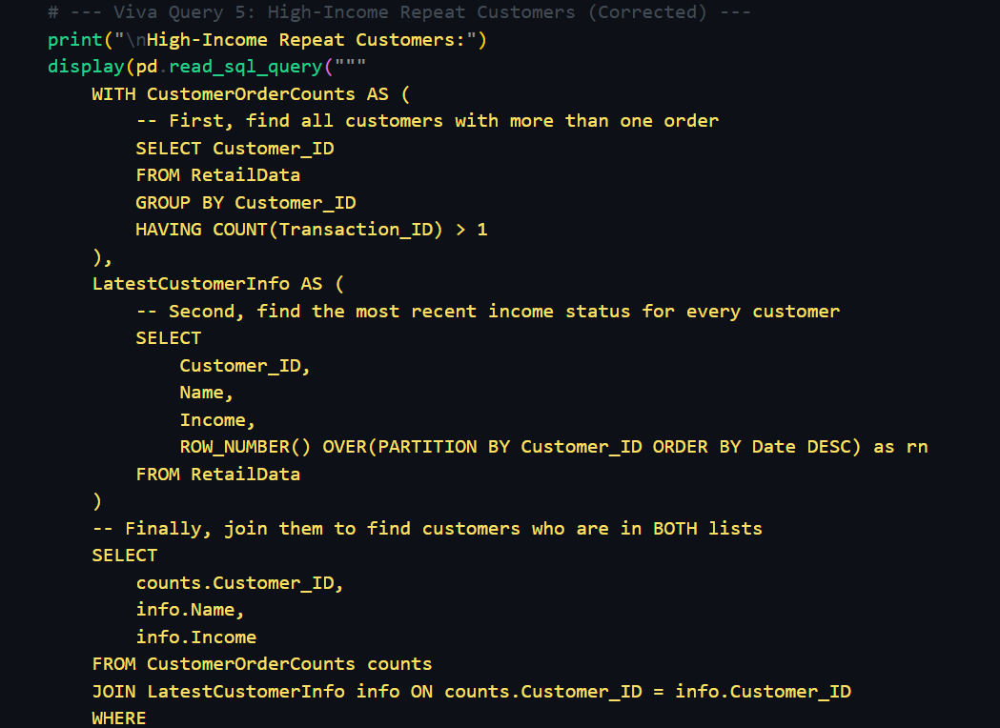 # --- Viva Query 5: High-Income Repeat Customers (Corrected) ---
print("\nHigh-Income Repeat Customers:")
display(pd.read_sql_query("""
    WITH CustomerOrderCounts AS (
        -- First, find all customers with more than one order
        SELECT Customer_ID
        FROM RetailData
        GROUP BY Customer_ID
        HAVING COUNT(Transaction_ID) > 1
    ),
    LatestCustomerInfo AS (
        -- Second, find the most recent income status for every customer
        SELECT
            Customer_ID,
            Name,
            Income,
            ROW_NUMBER() OVER(PARTITION BY Customer_ID ORDER BY Date DESC) as rn
        FROM RetailData
    )
    -- Finally, join them to find customers who are in BOTH lists
    SELECT
        counts.Customer_ID,
        info.Name,
        info.Income
    FROM CustomerOrderCounts counts
    JOIN LatestCustomerInfo info ON counts.Customer_ID = info.Customer_ID
    WHERE